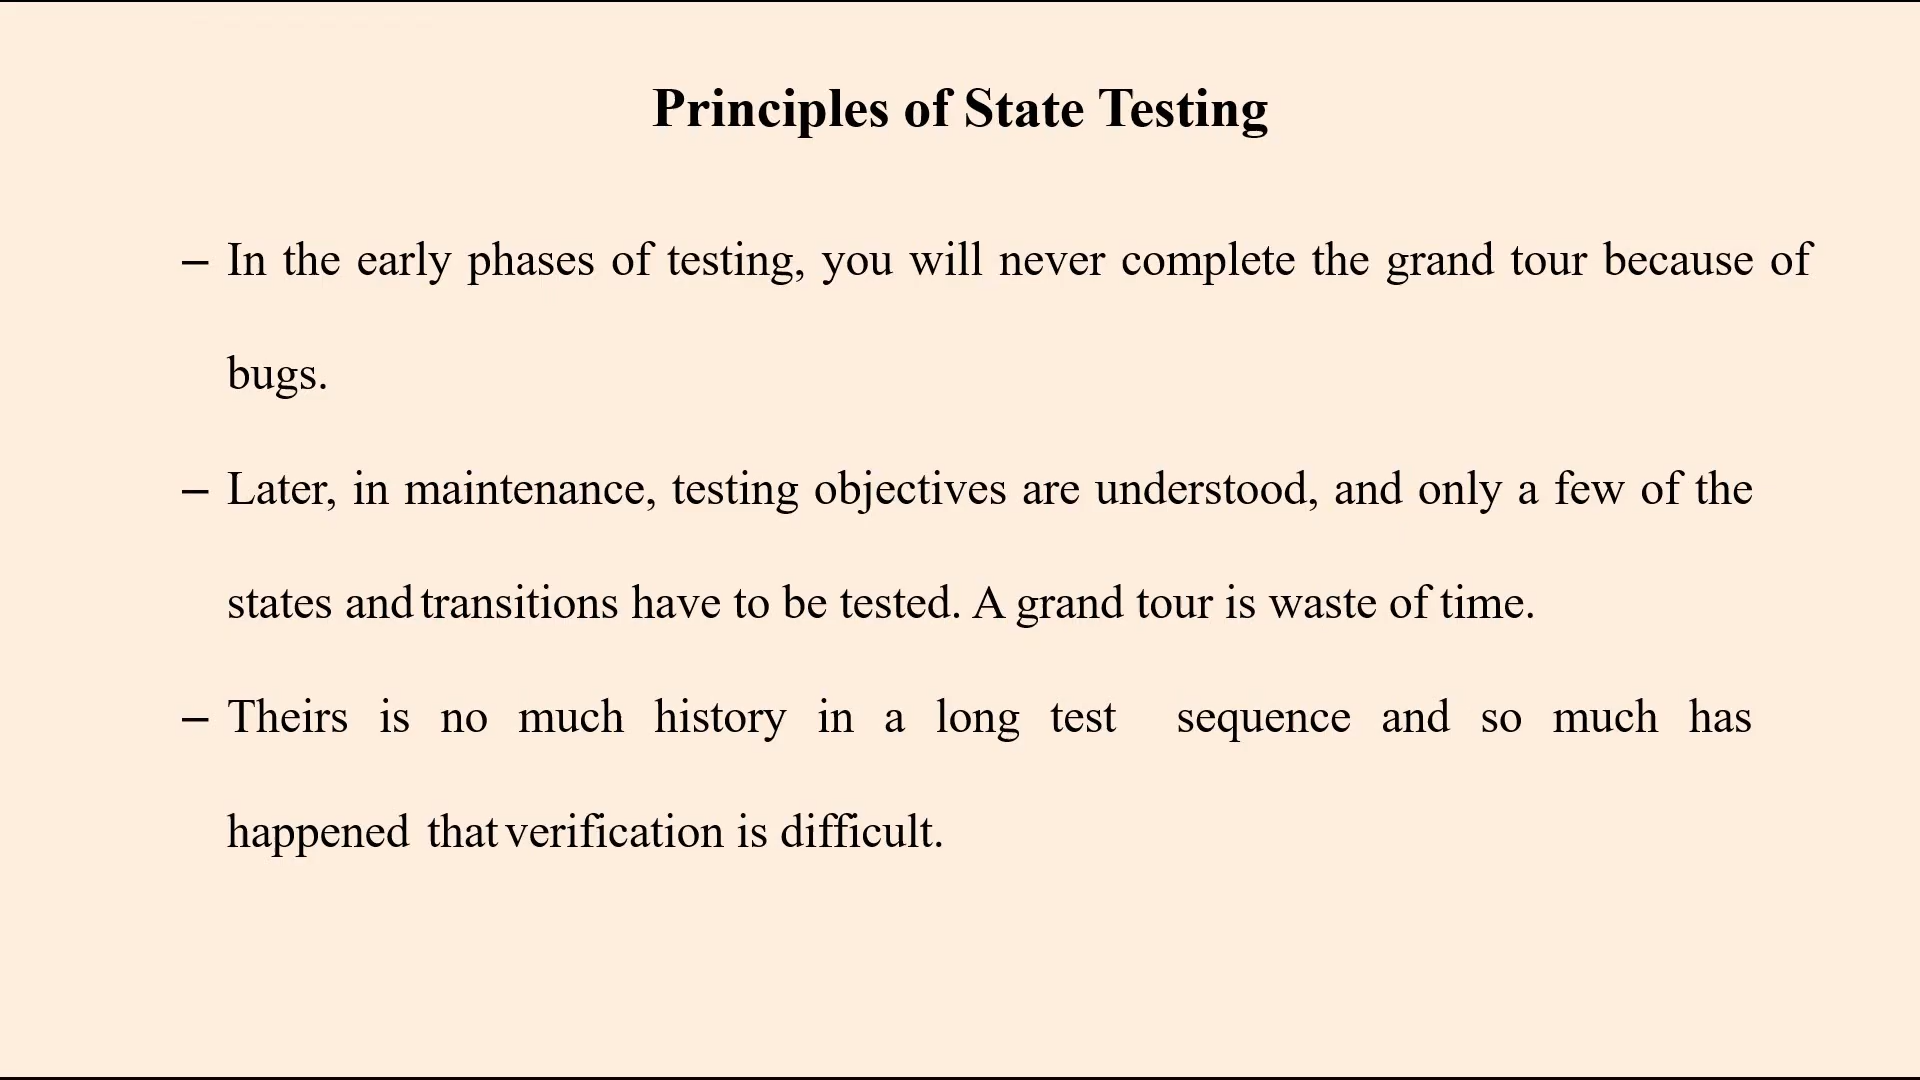 Principles of State Testing
– In the early phases of testing, you will never complete the grand tour because of
bugs.
– Later, in maintenance, testing objectives are understood, and only a few of the
states and transitions have to be tested. A grand tour is waste of time.
– Theirs is no much history in a long test sequence and so much has
happened that verification is difficult.